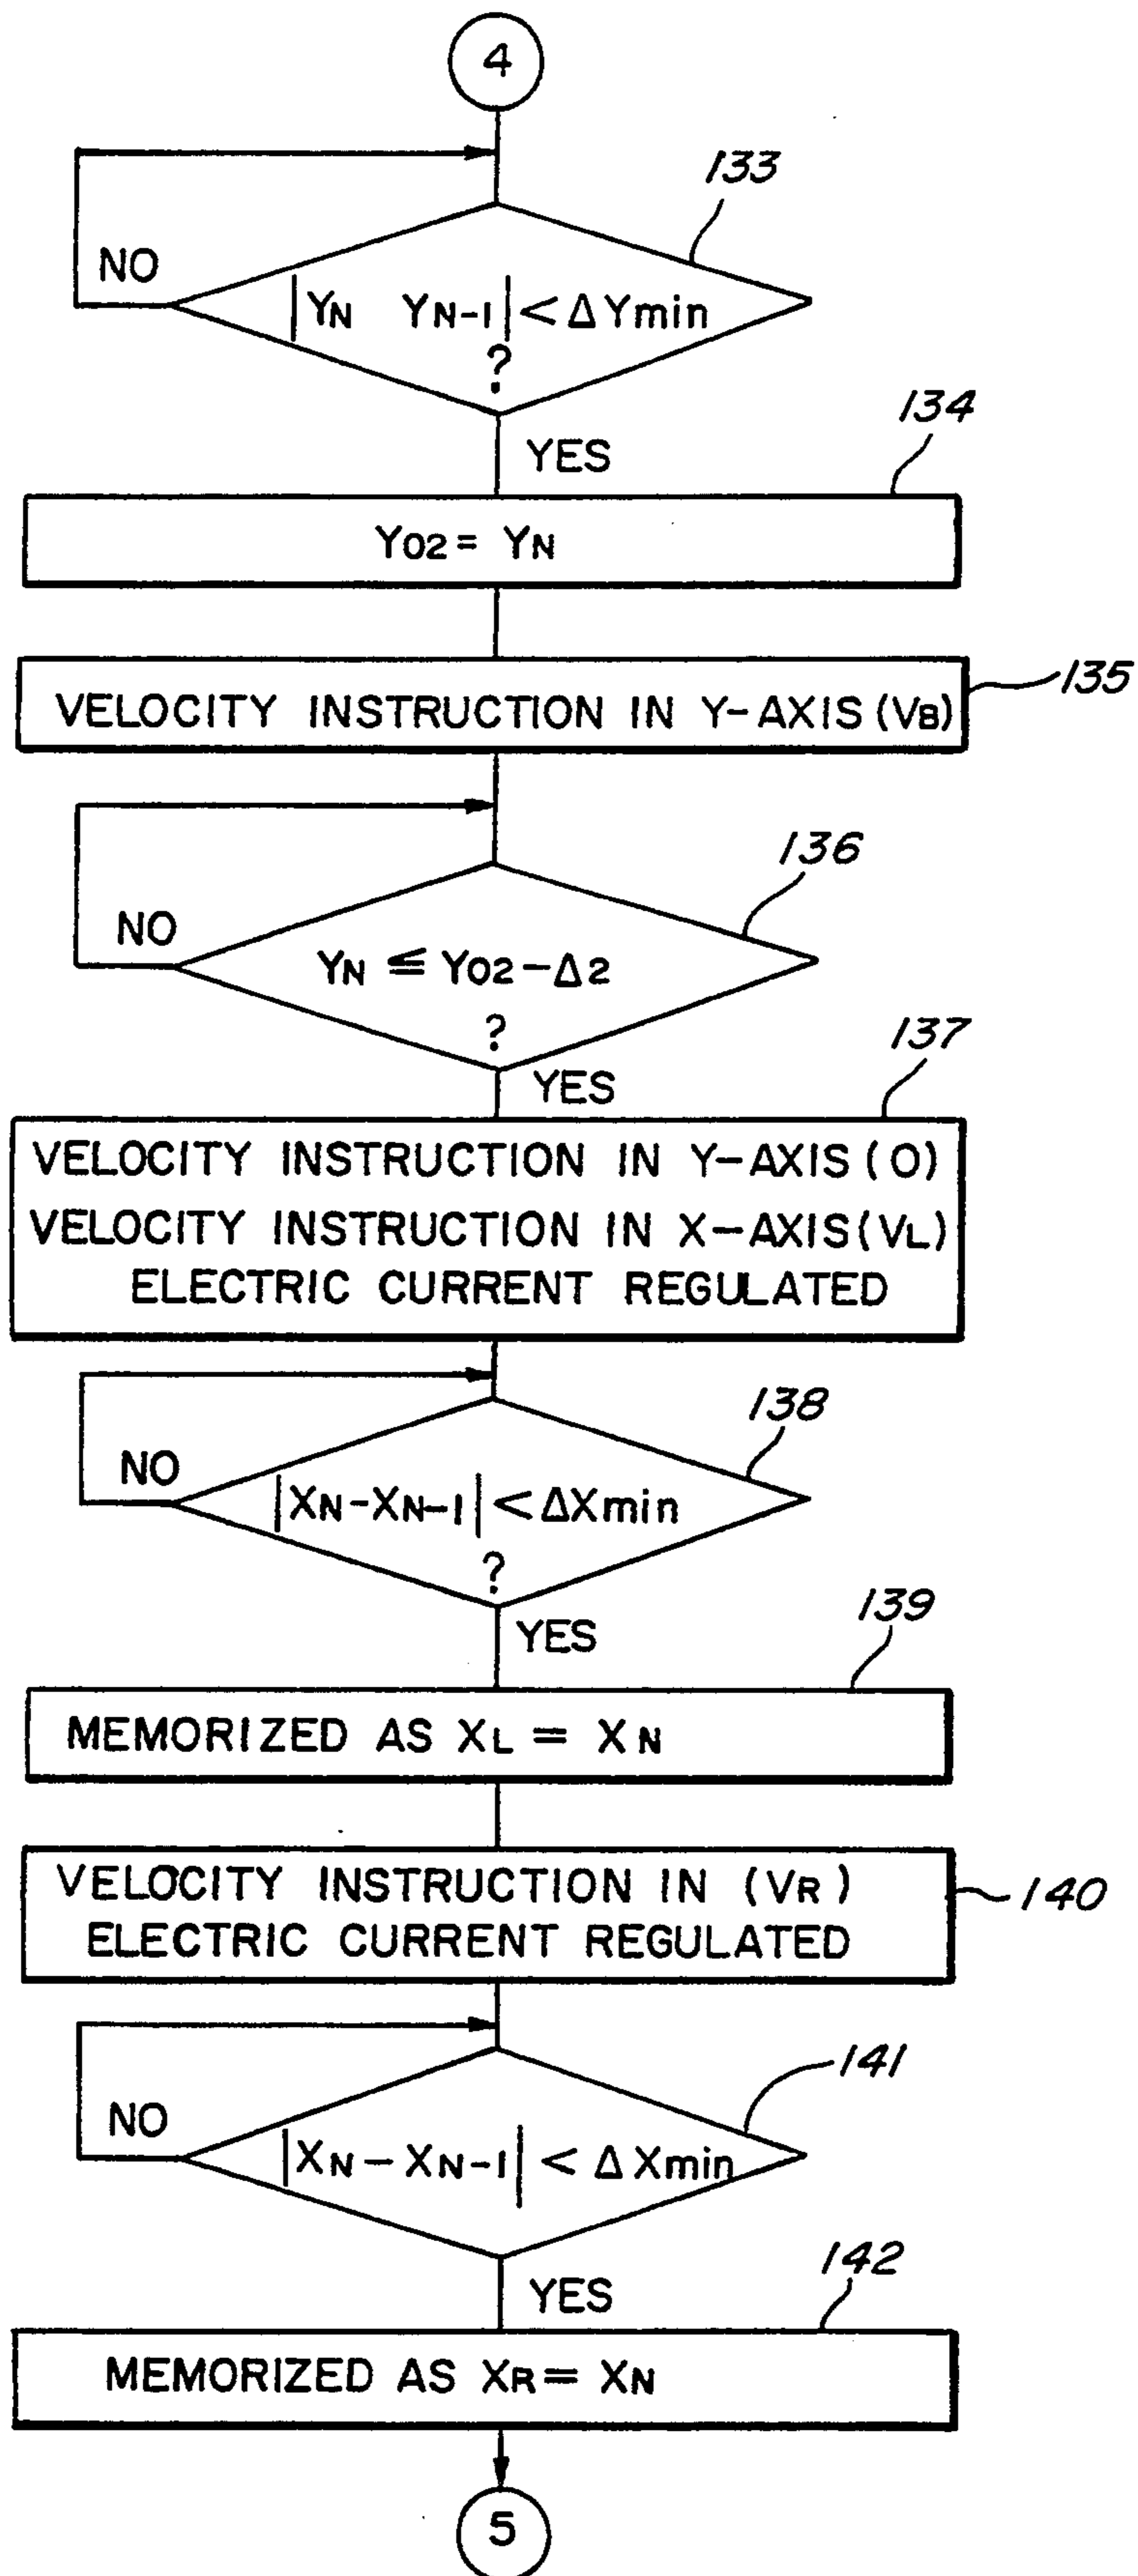 4
133
NO
|YN YN-1| < ΔYmin
?
134
YES
Y02 = YN
135
VELOCITY INSTRUCTION IN Y-AXIS (VB)
136
NO
YN ≦ Y02 - Δ2
?
137
YES
VELOCITY INSTRUCTION IN Y-AXIS (0)
VELOCITY INSTRUCTION IN X-AXIS (VL)
ELECTRIC CURRENT REGULATED
138
NO
|XN - XN-1| < ΔXmin
?
139
YES
MEMORIZED AS XL = XN
VELOCITY INSTRUCTION IN (VR)
140
ELECTRIC CURRENT REGULATED
141
NO
|XN - XN-1| < ΔXmin
142
YES
MEMORIZED AS XR = XN
5